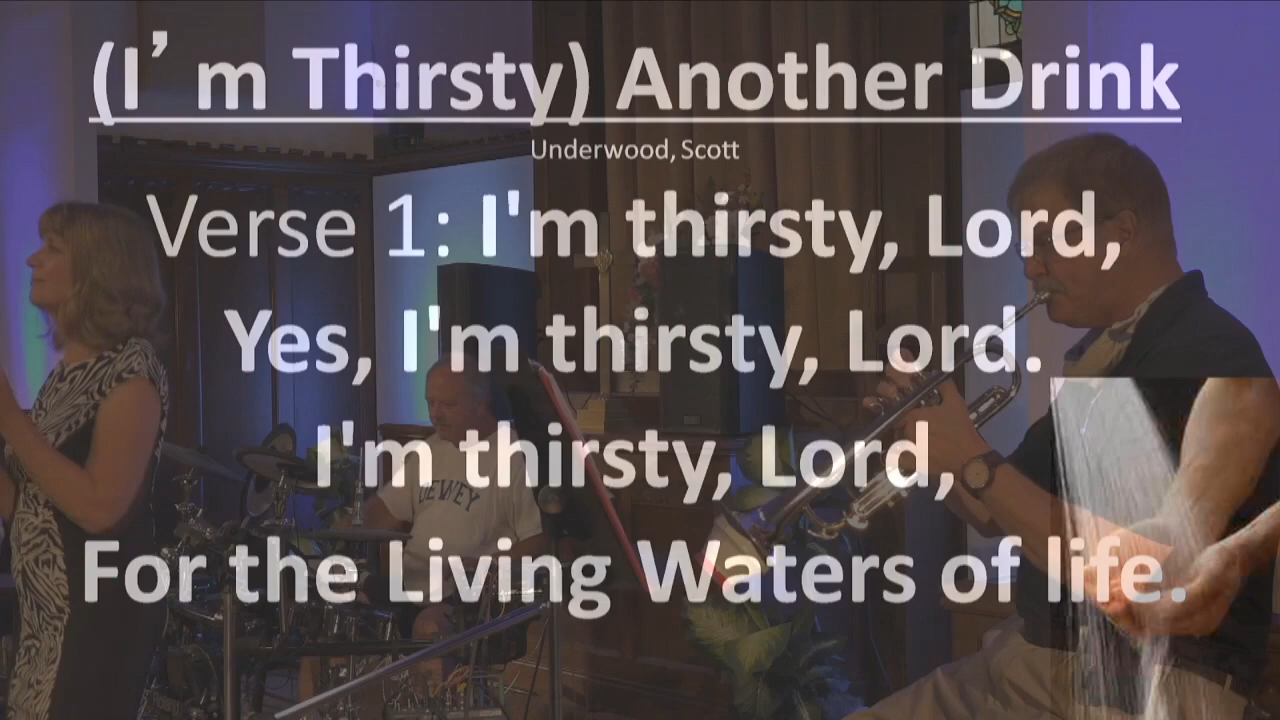 (I’m Thirsty) Another Drink
Underwood, Scott
Verse 1: I'm thirsty, Lord,
Yes, I'm thirsty, Lord.
I'm thirsty, Lord,
DEWEY
For the Living Waters of life.